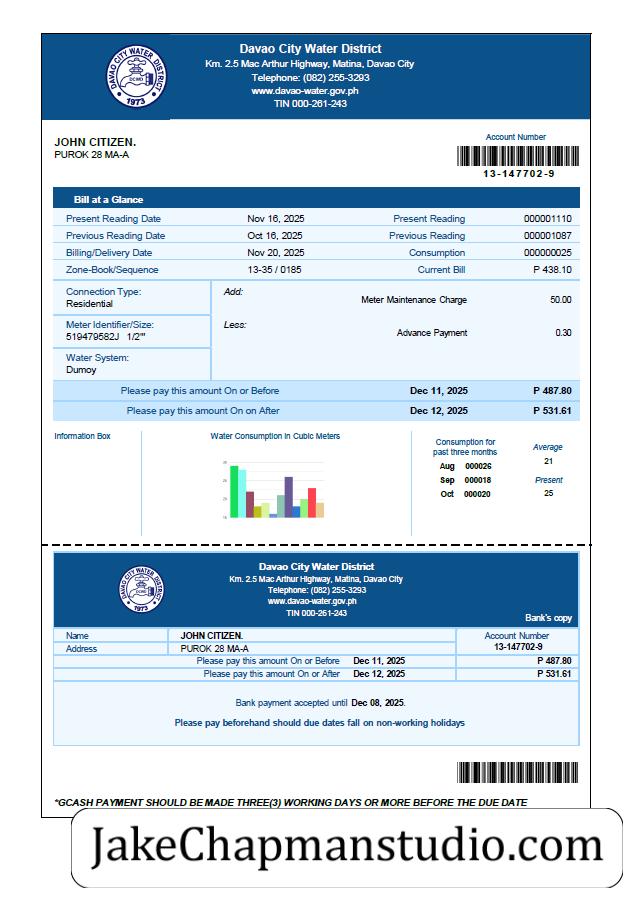 Davao City Water District
Km. 2.5 Mac Arthur Highway, Matina, Davao City
Telephone: (082) 255-3293
www.davao-water.gov.ph
TIN 000-261-243
DAVAO CITY WATER DISTRICT
DCWD
1973
JOHN CITIZEN.
PUROK 28 MA-A
Account Number
13-147702-9
Bill at a Glance
Present Reading Date Nov 16, 2025 Present Reading 000001110
Previous Reading Date Oct 16, 2025 Previous Reading 000001087
Billing/Delivery Date Nov 20, 2025 Consumption 000000025
Zone-Book/Sequence 13-35 / 0185 Current Bill P 438.10
Connection Type:
Residential
Add:
Meter Maintenance Charge 50.00
Meter Identifier/Size:
519479582J 1/2'"
Less:
Advance Payment 0.30
Water System:
Dumoy
Please pay this amount On or Before Dec 11, 2025 P 487.80
Please pay this amount On on After Dec 12, 2025 P 531.61
Information Box
Water Consumption in Cubic Meters
Consumption for
past three months
Aug 000026
Sep 000018
Oct 000020
Average
21
Present
25
DAVAO CITY WATER DISTRICT
1973
Davao City Water District
Km. 2.5 Mac Arthur Highway, Matina, Davao City
Telephone: (082) 255-3293
www.davao-water.gov.ph
TIN 000-261-243
Bank's copy
Name JOHN CITIZEN.
Address PUROK 28 MA-A
Account Number
13-147702-9
Please pay this amount On or Before Dec 11, 2025 P 487.80
Please pay this amount On or After Dec 12, 2025 P 531.61
Bank payment accepted until Dec 08, 2025.
Please pay beforehand should due dates fall on non-working holidays
*GCASH PAYMENT SHOULD BE MADE THREE(3) WORKING DAYS OR MORE BEFORE THE DUE DATE
JakeChapmanstudio.com